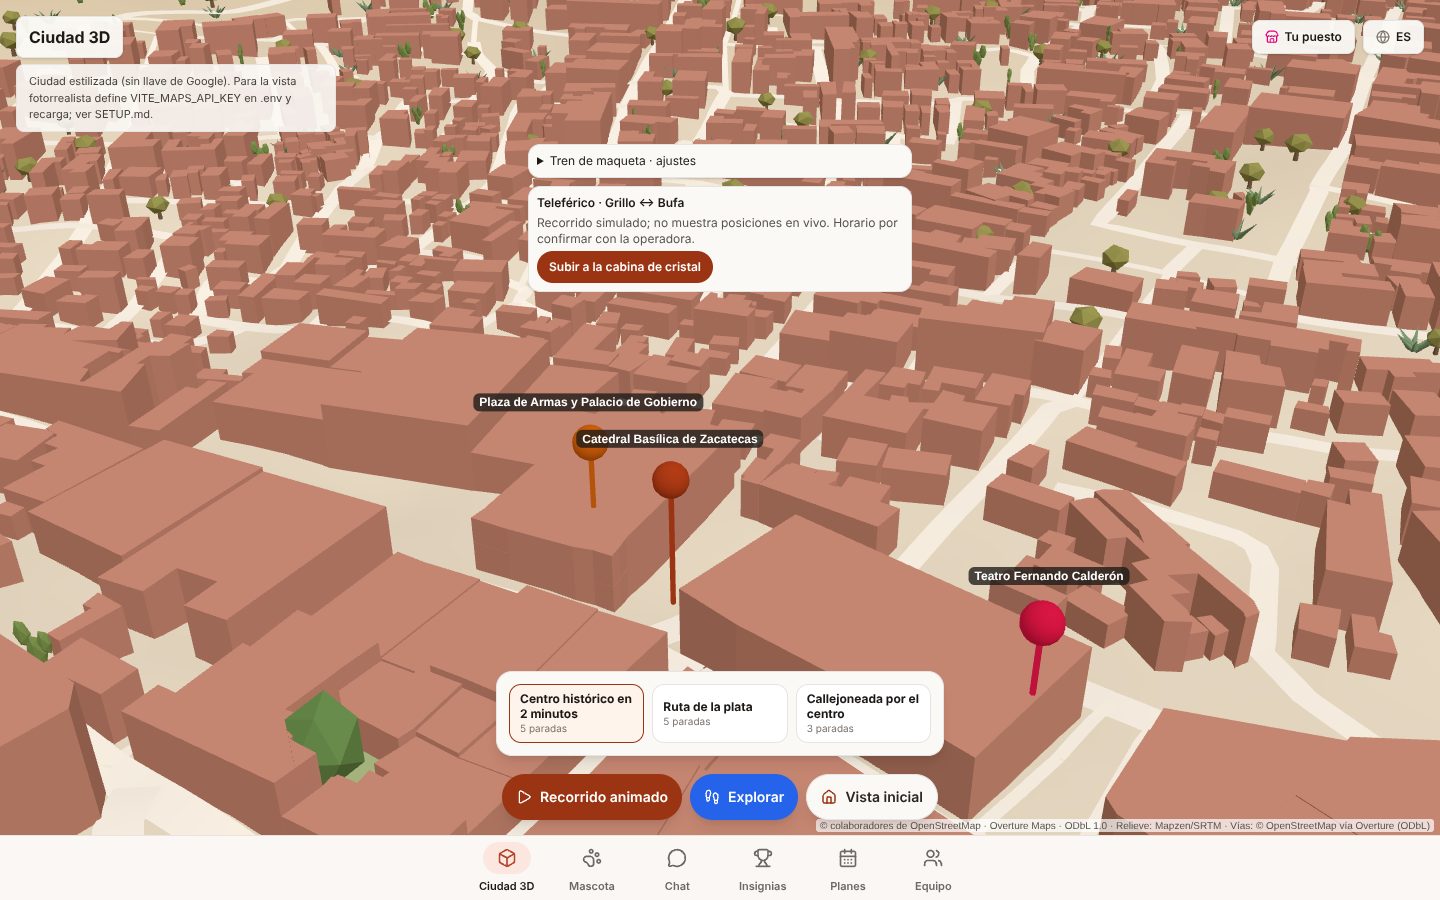 Ciudad 3D
Tu puesto
ES
Ciudad estilizada (sin llave de Google). Para la vista
fotorrealista define VITE_MAPS_API_KEY en .env y
recarga; ver SETUP.md.
Tren de maqueta · ajustes
Teleférico · Grillo ↔ Bufa
Recorrido simulado; no muestra posiciones en vivo. Horario por
confirmar con la operadora.
Subir a la cabina de cristal
Plaza de Armas y Palacio de Gobierno
Catedral Basílica de Zacatecas
Teatro Fernando Calderón
Centro histórico en
2 minutos
5 paradas
Ruta de la plata
5 paradas
Callejoneada por el
centro
3 paradas
Recorrido animado
Explorar
Vista inicial
© colaboradores de OpenStreetMap · Overture Maps · ODbL 1.0 · Relieve: Mapzen/SRTM · Vías: © OpenStreetMap vía Overture (ODbL)
Ciudad 3D
Mascota
Chat
Insignias
Planes
Equipo